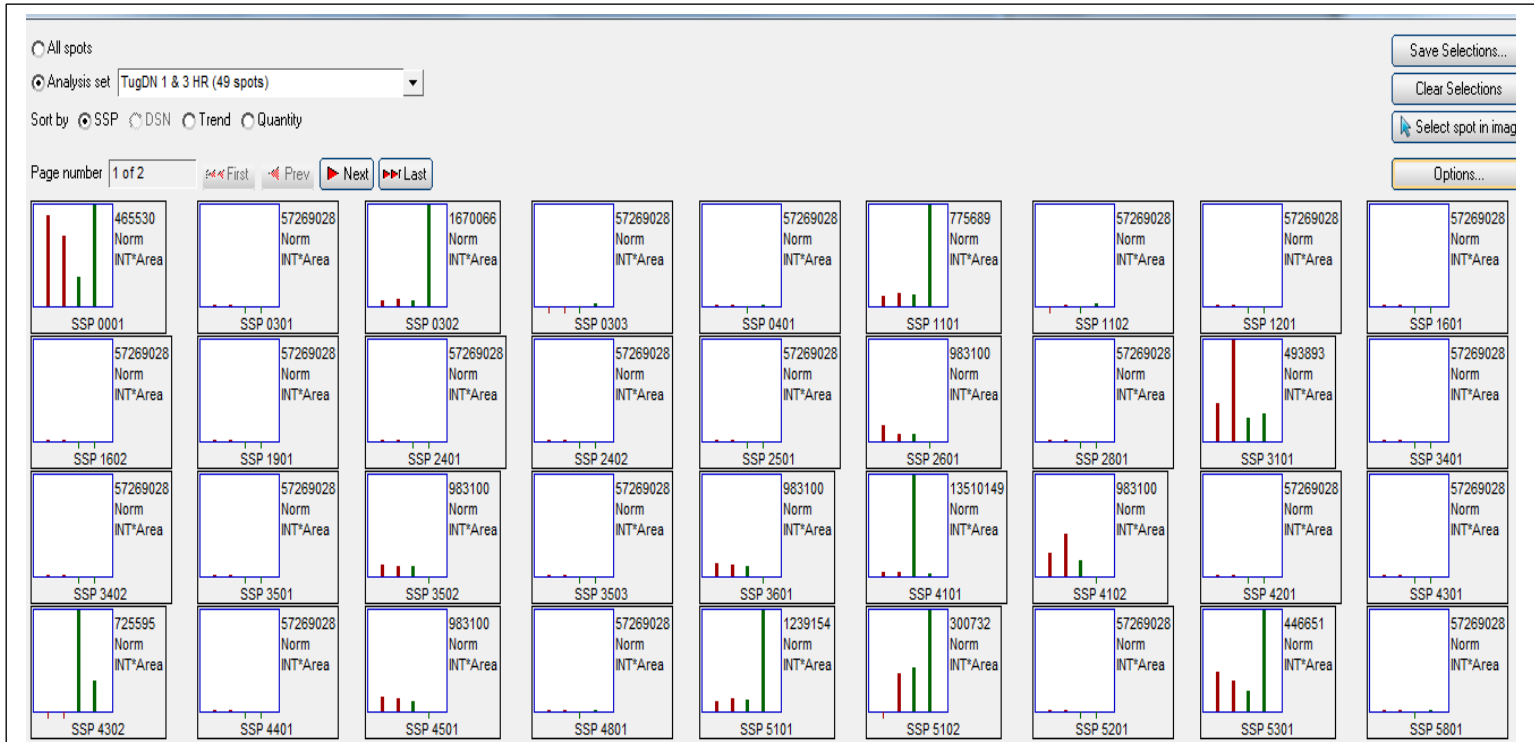 All spots
Analysis set TugDN 1 & 3 HR (49 spots)
Sort by SSP DSN Trend Quantity
Page number 1 of 2 First Prev Next Last
Save Selections...
Clear Selections
Select spot in imag
Options...
465530 57269028 1670066 57269028 57269028 775689 57269028 57269028 57269028
Norm Norm Norm Norm Norm Norm Norm Norm Norm
INT*Area INT*Area INT*Area INT*Area INT*Area INT*Area INT*Area INT*Area INT*Area
SSP 0001 SSP 0301 SSP 0302 SSP 0303 SSP 0401 SSP 1101 SSP 1102 SSP 1201 SSP 1601
57269028 57269028 57269028 57269028 57269028 983100 57269028 493893 57269028
Norm Norm Norm Norm Norm Norm Norm Norm Norm
INT*Area INT*Area INT*Area INT*Area INT*Area INT*Area INT*Area INT*Area INT*Area
SSP 1602 SSP 1901 SSP 2401 SSP 2402 SSP 2501 SSP 2601 SSP 2801 SSP 3101 SSP 3401
57269028 57269028 983100 57269028 983100 13510149 983100 57269028 57269028
Norm Norm Norm Norm Norm Norm Norm Norm Norm
INT*Area INT*Area INT*Area INT*Area INT*Area INT*Area INT*Area INT*Area INT*Area
SSP 3402 SSP 3501 SSP 3502 SSP 3503 SSP 3601 SSP 4101 SSP 4102 SSP 4201 SSP 4301
725595 57269028 983100 57269028 1239154 300732 57269028 446651 57269028
Norm Norm Norm Norm Norm Norm Norm Norm Norm
INT*Area INT*Area INT*Area INT*Area INT*Area INT*Area INT*Area INT*Area INT*Area
SSP 4302 SSP 4401 SSP 4501 SSP 4801 SSP 5101 SSP 5102 SSP 5201 SSP 5301 SSP 5801